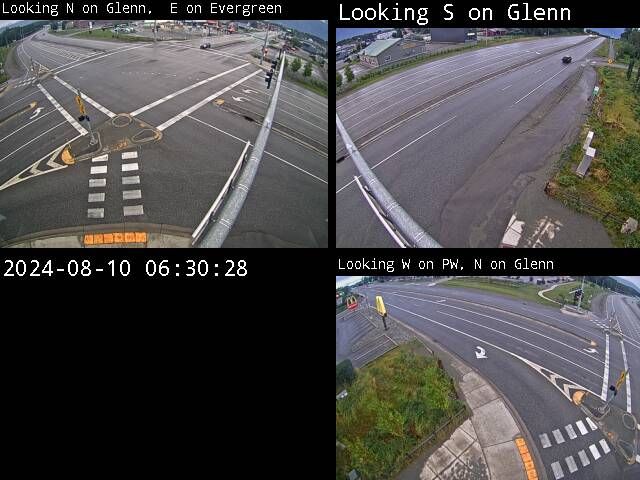 Looking N on Glenn, E on Evergreen
Looking S on Glenn
2024-08-10 06:30:28
Looking W on PW, N on Glenn